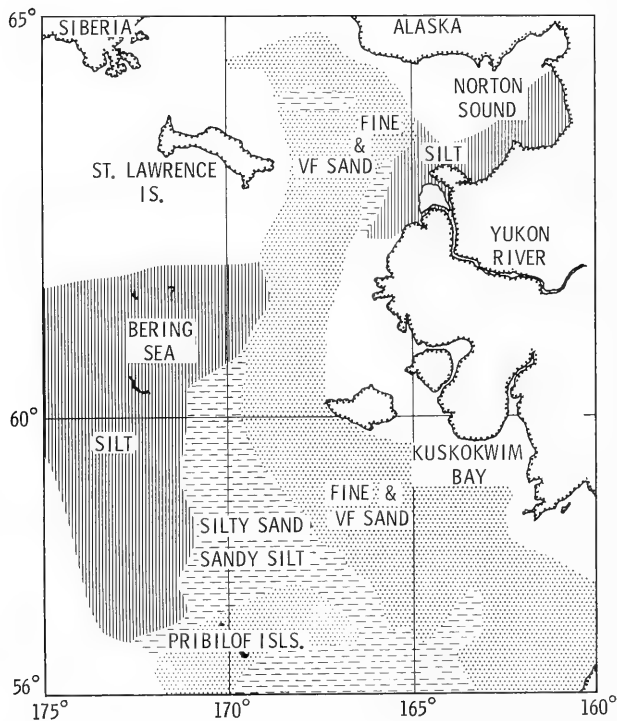 65°
SIBERIA
ALASKA
NORTON
SOUND
FINE
&
VF SAND
SILT
ST. LAWRENCE
IS.
YUKON
RIVER
?
BERING
SEA
60°
SILT
KUSKOKWIM
BAY
FINE &
VF SAND
SILTY SAND
SANDY SILT
PRIBILOF ISLS.
56°
175°
170°
165°
160°